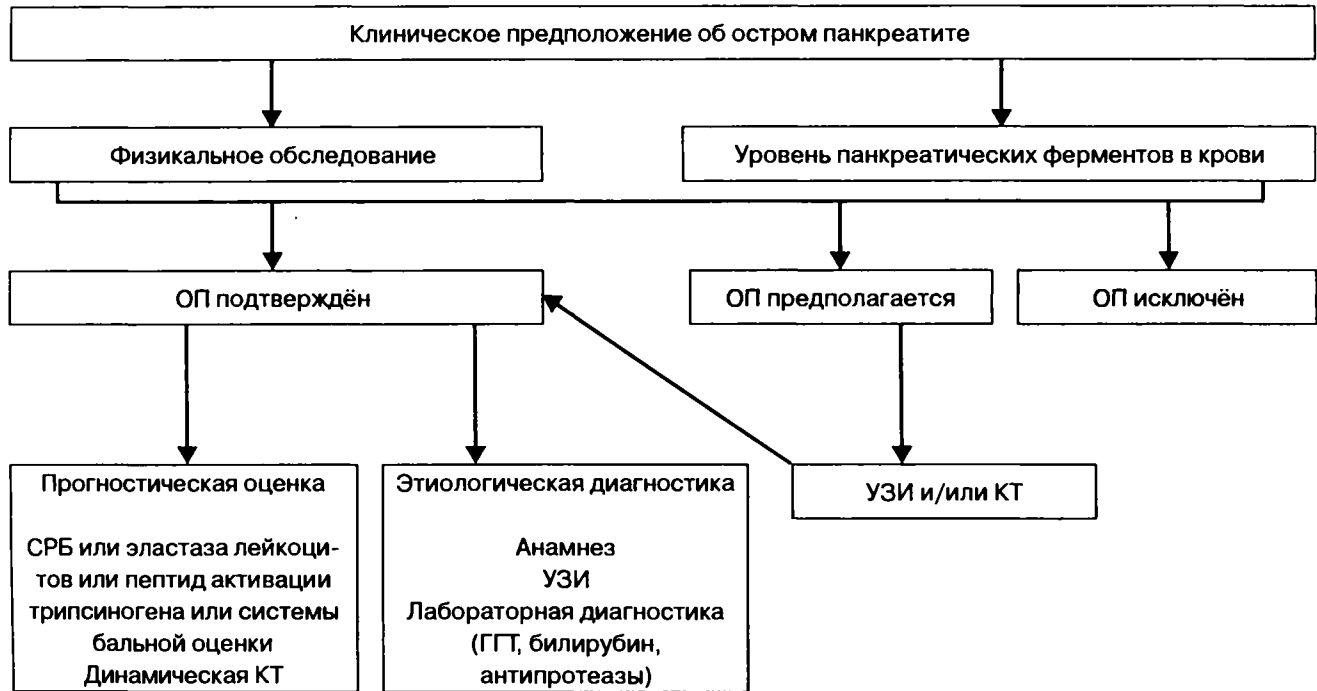 Клиническое предположение об остром панкреатите
Физикальное обследование
Уровень панкреатических ферментов в крови
ОП подтверждён
ОП предполагается
ОП исключён
Прогностическая оценка
СРБ или эластаза лейкоци-
тов или пептид активации
трипсиногена или системы
бальной оценки
Динамическая КТ
Этиологическая диагностика
Анамнез
УЗИ
Лабораторная диагностика
(ГГТ, билирубин,
антипротеазы)
УЗИ и/или КТ